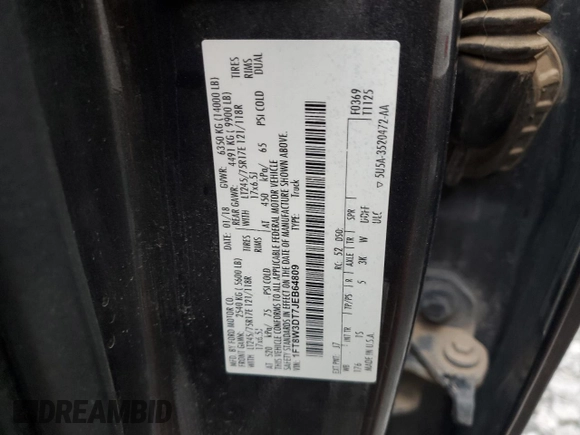 MFD. BY FORD MOTOR CO.
DATE: 01/18 GVWR: 6350 KG (14000 LB)
FRONT GAWR: 2540 KG (5600 LB) REAR GAWR: 4491 KG (9900 LB)
WITH LT245/75R17E 121/118R WITH LT245/75R17E 121/118R TIRES
17x6.5J RIMS 17x6.5J RIMS
AT 520 kPa/ 75 PSI COLD AT 450 kPa/ 65 PSI COLD DUAL
THIS VEHICLE CONFORMS TO ALL APPLICABLE FEDERAL MOTOR VEHICLE
SAFETY STANDARDS IN EFFECT ON THE DATE OF MANUFACTURE SHOWN ABOVE.
VIN: 1FT8W3DT7JEB64809 TYPE: Truck
F0369
T1125
EXT PNT: RC: 52 DSO:
WB INT TR TP/PS R AXLE TR SPR
176 TS 5 3K W
ULC
MADE IN U.S.A.
5U5A-3520472-AA
DREAMBID